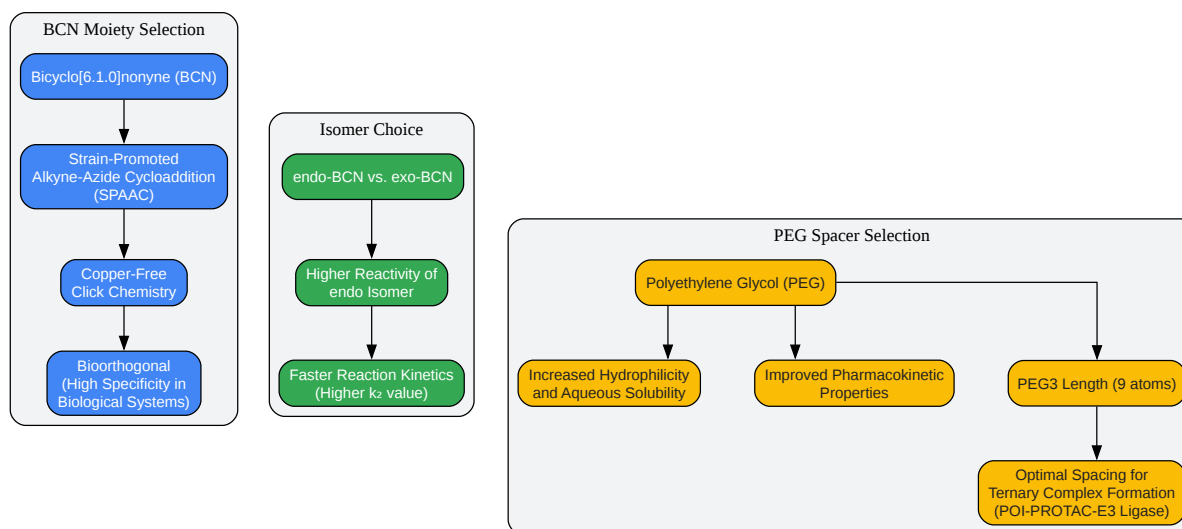 BCN Moiety Selection
Bicyclo[6.1.0]nonyne (BCN)
Strain-Promoted
Alkyne-Azide Cycloaddition
(SPAAC)
Copper-Free
Click Chemistry
Bioorthogonal
(High Specificity in
Biological Systems)
Isomer Choice
endo-BCN vs. exo-BCN
Higher Reactivity of
endo Isomer
Faster Reaction Kinetics
(Higher k₂ value)
PEG Spacer Selection
Polyethylene Glycol (PEG)
Increased Hydrophilicity
and Aqueous Solubility
Improved Pharmacokinetic
Properties
PEG3 Length (9 atoms)
Optimal Spacing for
Ternary Complex Formation
(POI-PROTAC-E3 Ligase)